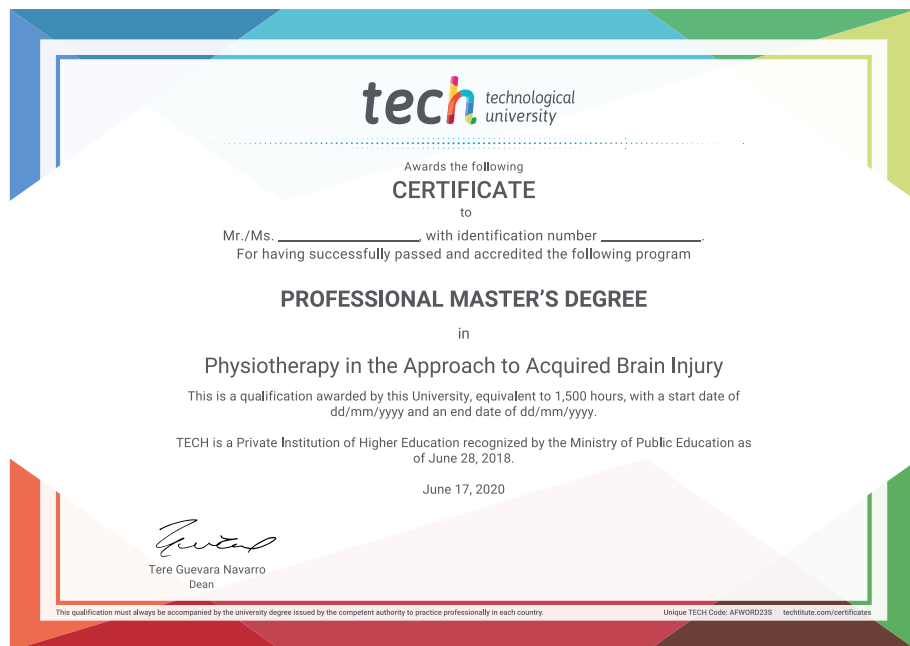 tech technological
university
Awards the following
CERTIFICATE
to
Mr./Ms. ____________________, with identification number ______________.
For having successfully passed and accredited the following program
PROFESSIONAL MASTER'S DEGREE
in
Physiotherapy in the Approach to Acquired Brain Injury
This is a qualification awarded by this University, equivalent to 1,500 hours, with a start date of
dd/mm/yyyy and an end date of dd/mm/yyyy.
TECH is a Private Institution of Higher Education recognized by the Ministry of Public Education as
of June 28, 2018.
June 17, 2020
Tere Guevara Navarro
Dean
This qualification must always be accompanied by the university degree issued by the competent authority to practice professionally in each country. Unique TECH Code: AFWORD23S techtitute.com/certificates